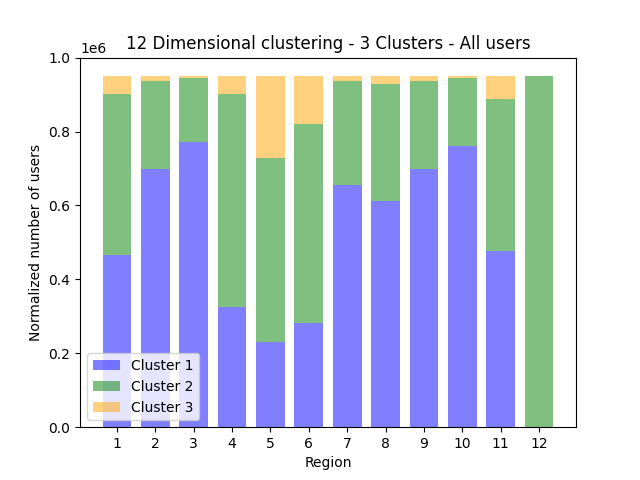 12 Dimensional clustering - 3 Clusters - All users
1e6
1.0
0.8
0.6
0.4
0.2
0.0
Normalized number of users
Cluster 1
Cluster 2
Cluster 3
1 2 3 4 5 6 7 8 9 10 11 12
Region